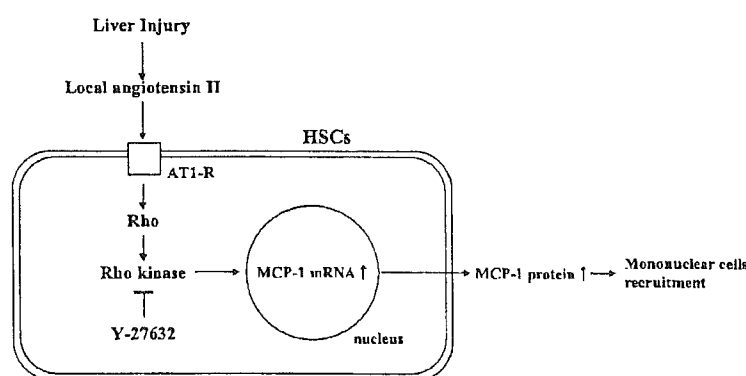 Liver Injury
Local angiotensin II
HSCs
AT1-R
Rho
Rho kinase
MCP-1 mRNA ↑
MCP-1 protein ↑
Mononuclear cells
recruitment
Y-27632
nucleus